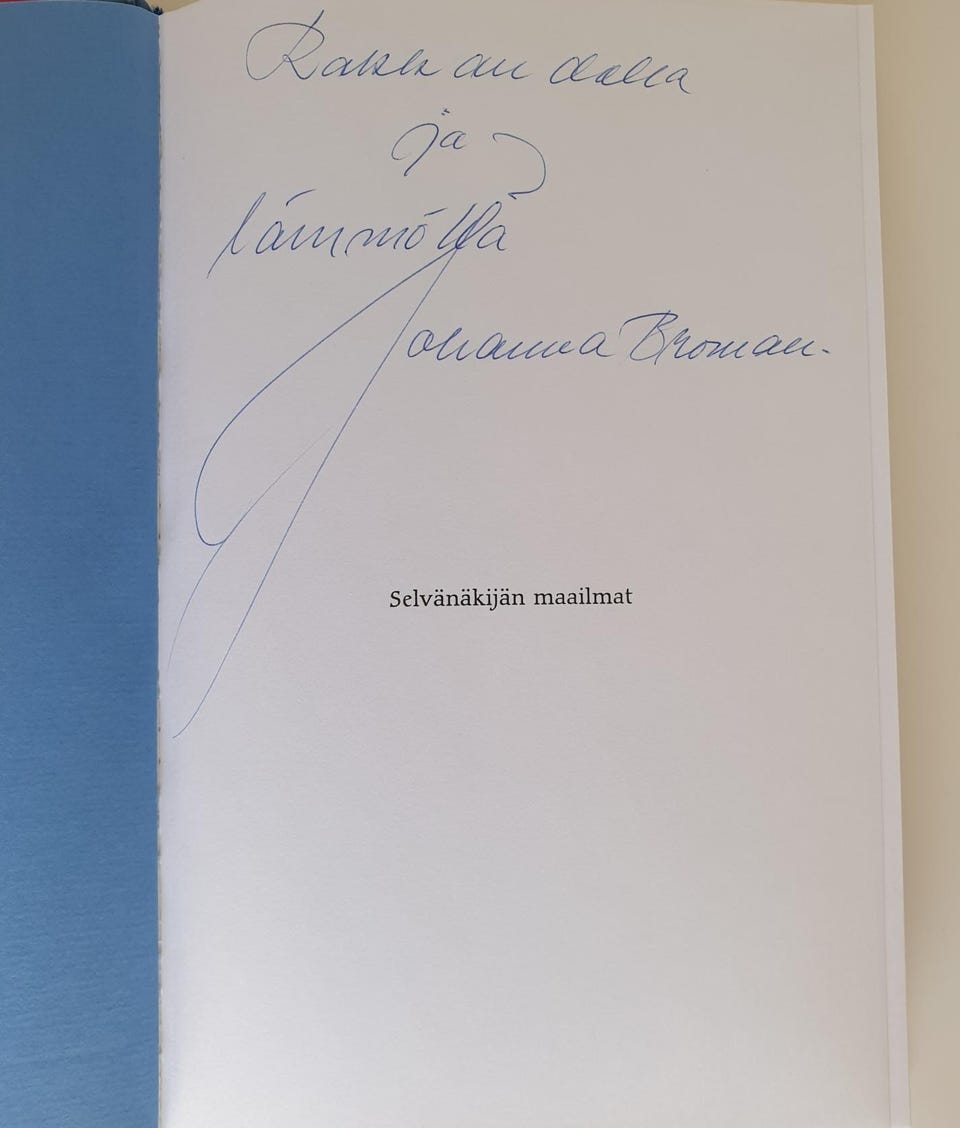 Rakkaudella
ja
lämmöllä
Johanna Broman.
Selvänäkijän maailmat